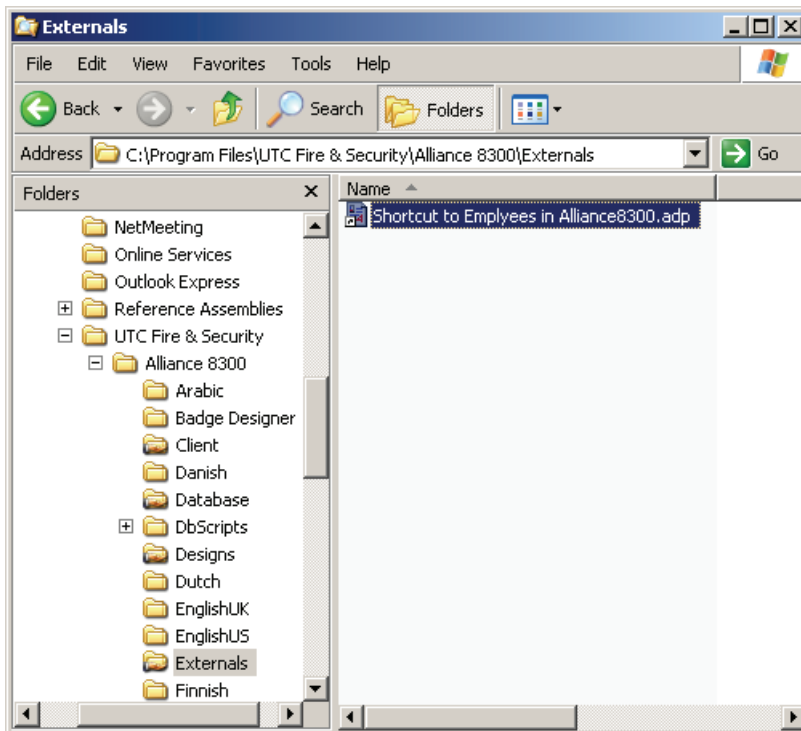 Externals
File Edit View Favorites Tools Help
Back Search Folders
Address C:\Program Files\UTC Fire & Security\Alliance 8300\Externals Go
Folders
Name
Shortcut to Emplyees in Alliance8300.adp
NetMeeting
Online Services
Outlook Express
Reference Assemblies
UTC Fire & Security
Alliance 8300
Arabic
Badge Designer
Client
Danish
Database
DbScripts
Designs
Dutch
EnglishUK
EnglishUS
Externals
Finnish